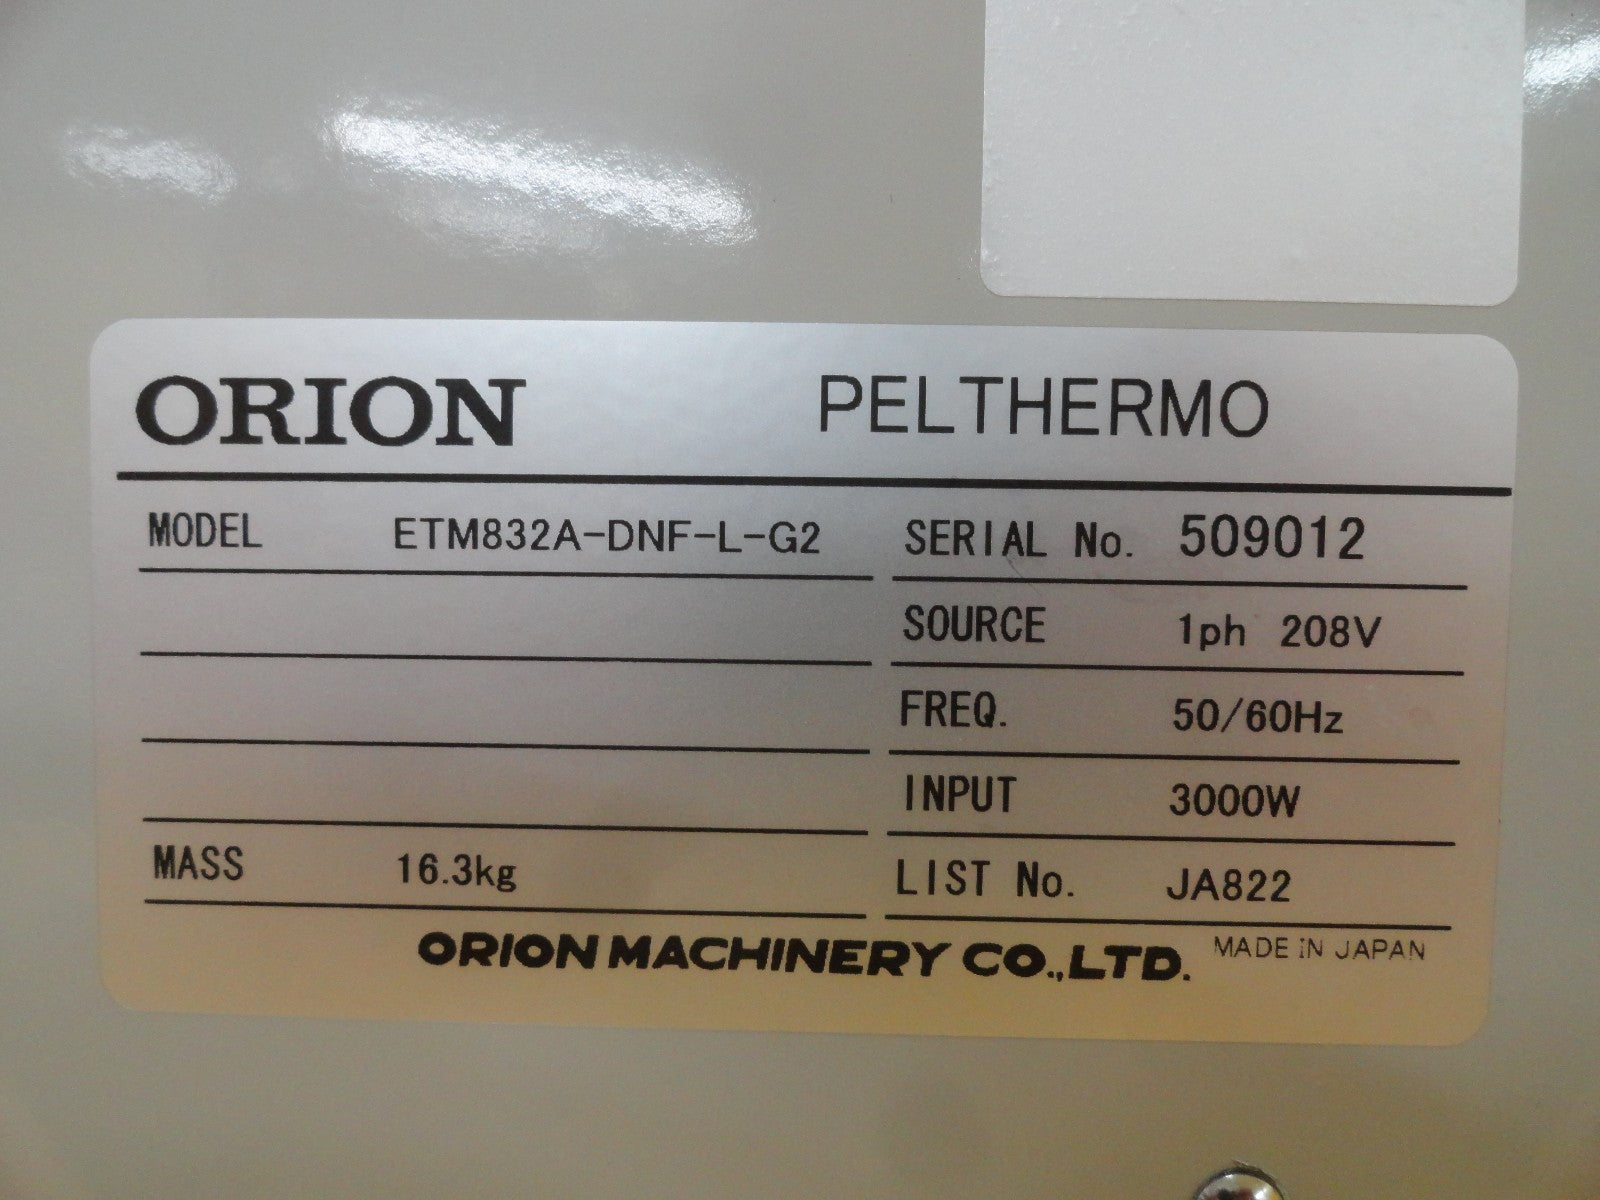 ORION PELTHERMO
MODEL ETM832A-DNF-L-G2 SERIAL No. 509012
SOURCE 1ph 208V
FREQ. 50/60Hz
INPUT 3000W
MASS 16.3kg LIST No. JA822
ORION MACHINERY CO.,LTD. MADE IN JAPAN